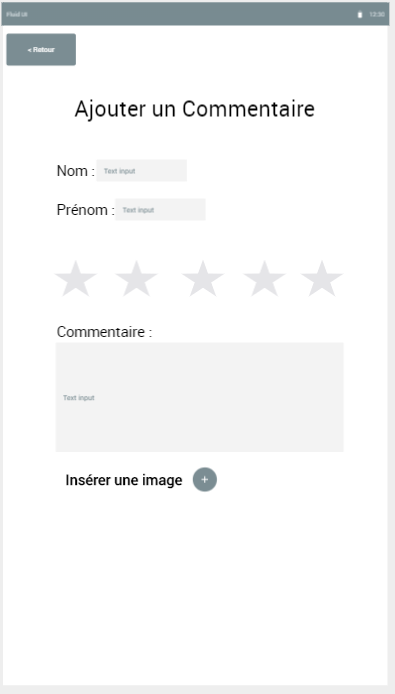 Fluid UI 12:30
< Retour
Ajouter un Commentaire
Nom : Text input
Prénom : Text input
Commentaire :
Text input
Insérer une image +